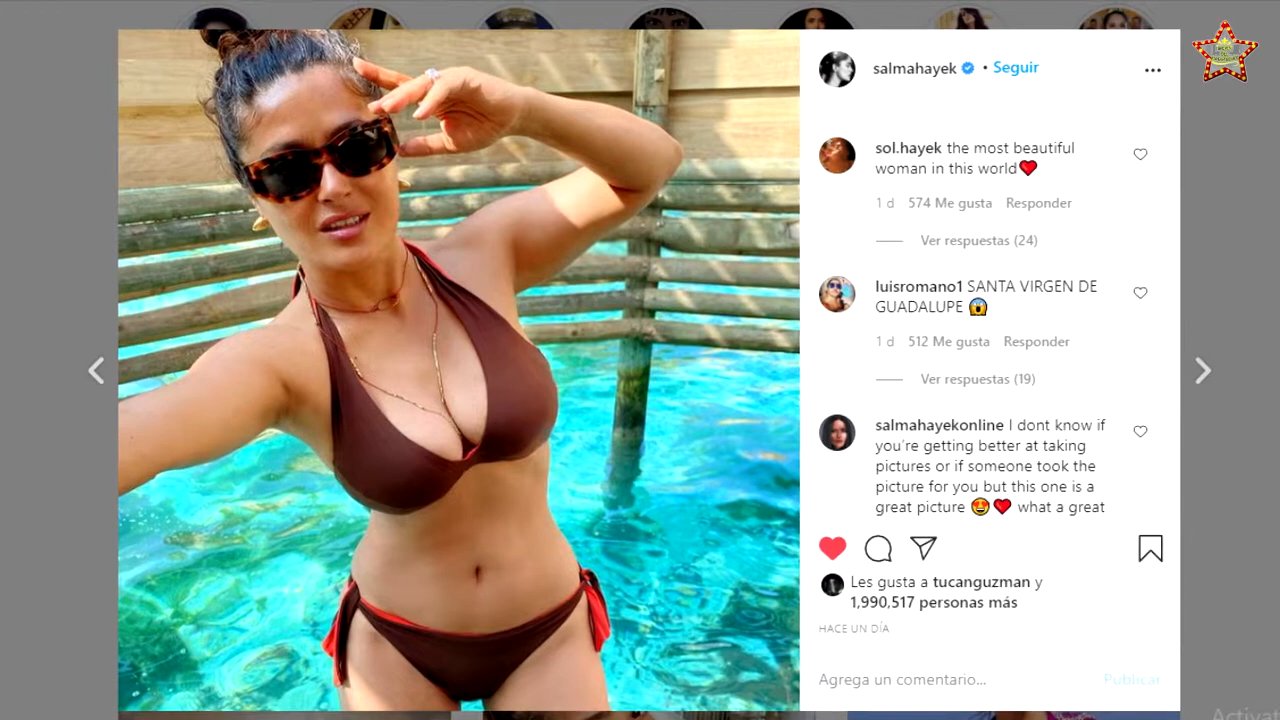 salmahayek • Seguir
sol.hayek the most beautiful
woman in this world❤️
1 d 574 Me gusta Responder
Ver respuestas (24)
luisromano1 SANTA VIRGEN DE
GUADALUPE 😱
1 d 512 Me gusta Responder
Ver respuestas (19)
salmahayekonline I dont know if
you're getting better at taking
pictures or if someone took the
picture for you but this one is a
great picture 😍❤️ what a great
Les gusta a tucanguzman y
1,990,517 personas más
HACE UN DÍA
Agrega un comentario...
Publicar